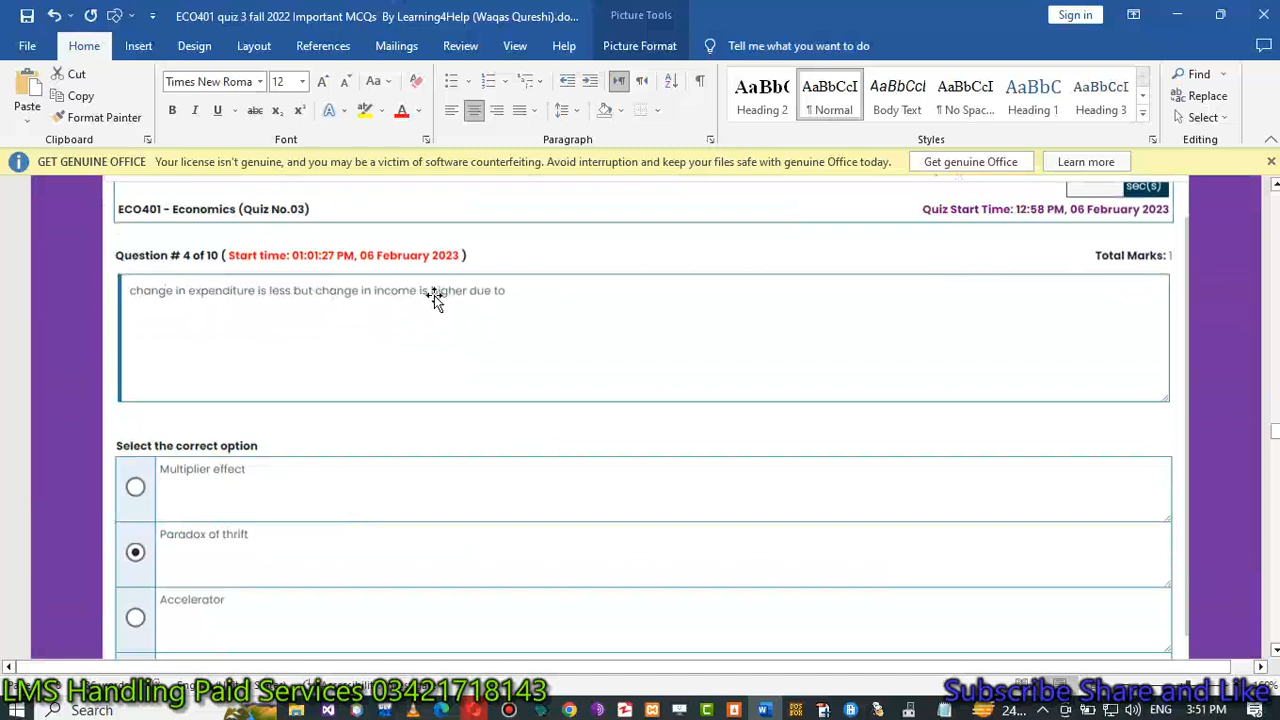 ECO401 quiz 3 fall 2022 Important MCQs By Learning4Help (Waqas Qureshi).do...
Picture Tools
Sign in
File Home Insert Design Layout References Mailings Review View Help Picture Format Tell me what you want to do
Paste
Cut
Copy
Format Painter
Clipboard
Times New Roma 12
Font
Paragraph
AaBb( Heading 2
AaBbCcI ¶ Normal
AaBbCcI Body Text
AaBbCcI ¶ No Spac...
AaBbC Heading 1
AaBbCcI Heading 3
Styles
Find
Replace
Select
Editing
GET GENUINE OFFICE Your license isn't genuine, and you may be a victim of software counterfeiting. Avoid interruption and keep your files safe with genuine Office today. Get genuine Office Learn more
sec(s)
ECO401 - Economics (Quiz No.03) Quiz Start Time: 12:58 PM, 06 February 2023
Question # 4 of 10 ( Start time: 01:01:27 PM, 06 February 2023 ) Total Marks: 1
change in expenditure is less but change in income is higher due to
Select the correct option
Multiplier effect
Paradox of thrift
Accelerator
LMS Handling Paid Services 03421718143
Subscribe Share and Like
Search
24...
3:51 PM